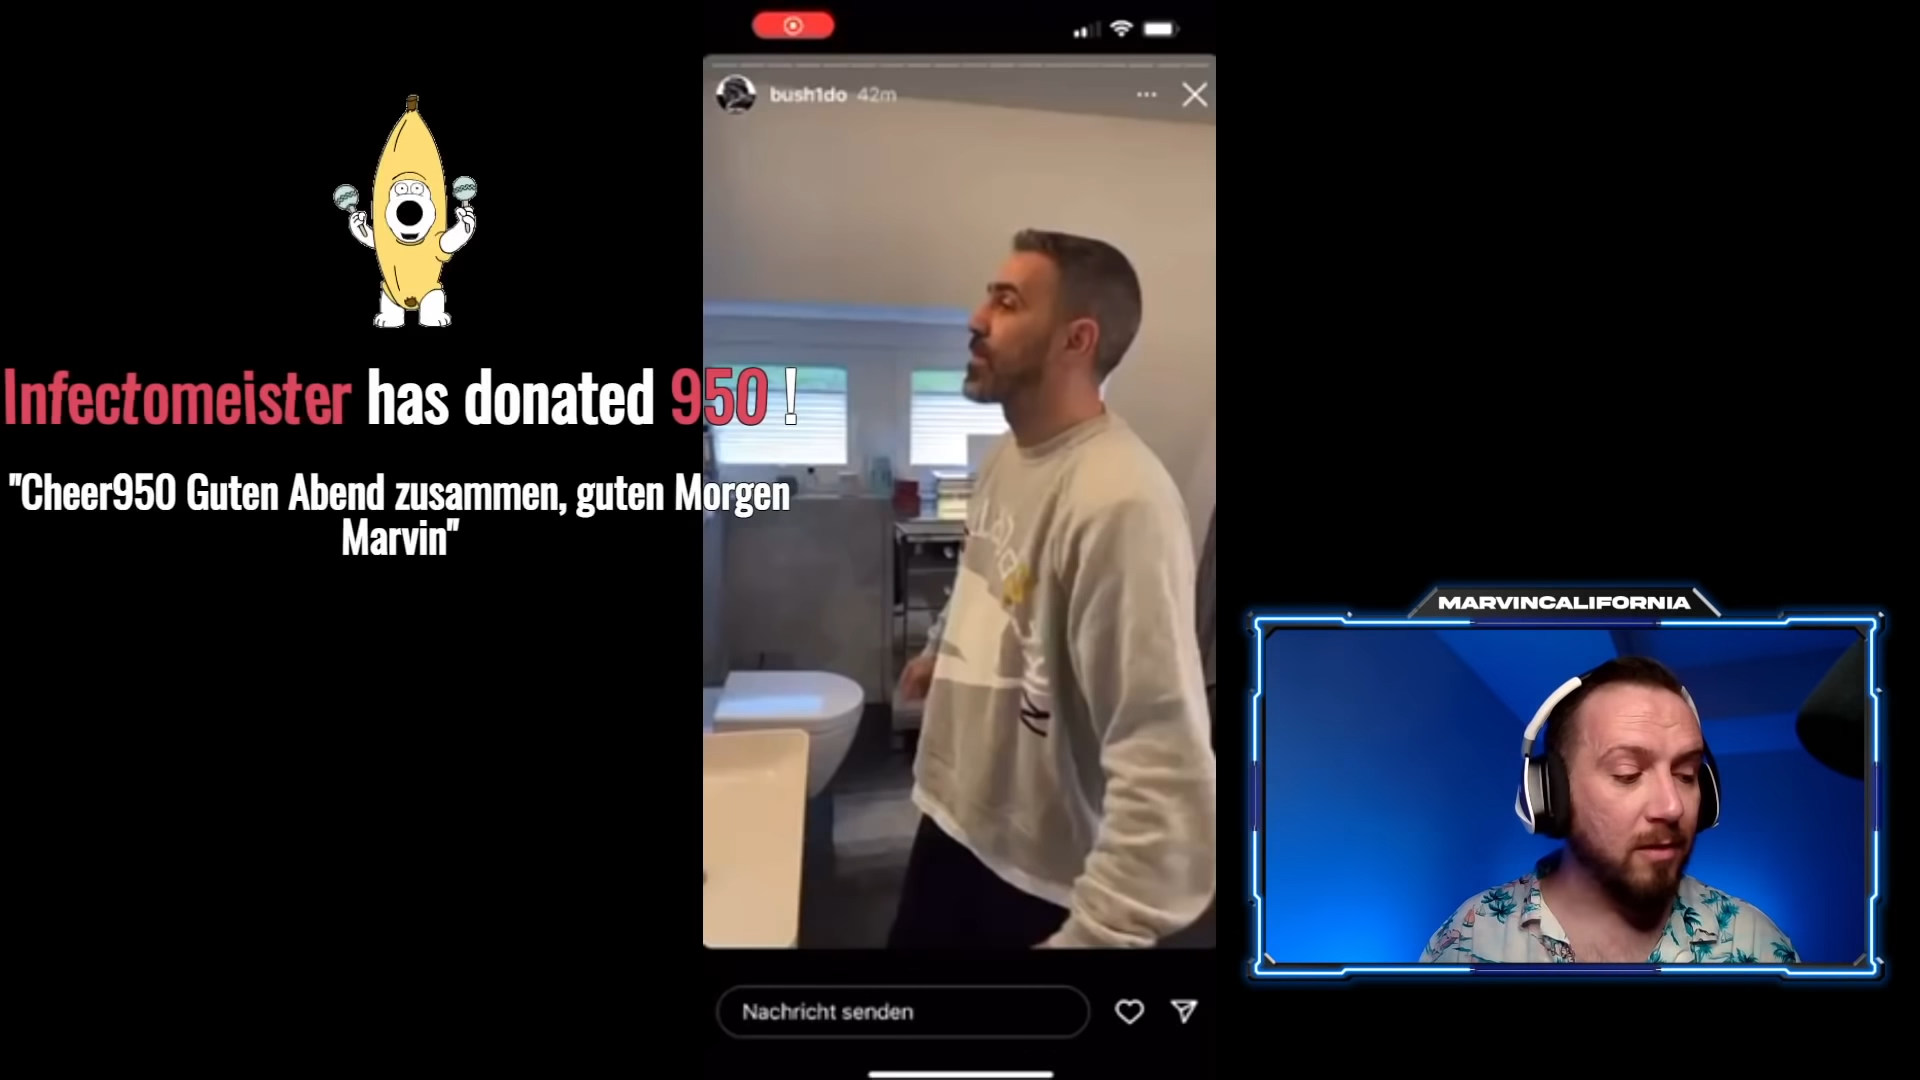 bush1do 42m
Infectomeister has donated 950 !
"Cheer950 Guten Abend zusammen, guten Morgen
Marvin"
MARVINCALIFORNIA
Nachricht senden